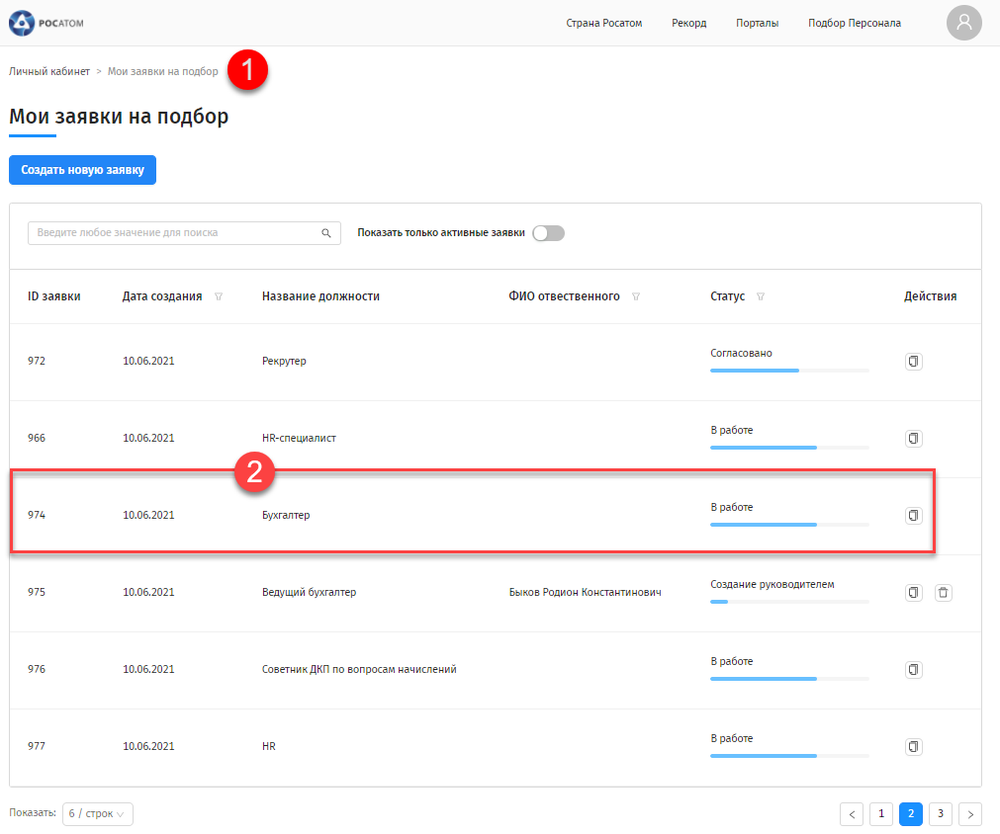 РОСАТОМ Страна Росатом Рекорд Порталы Подбор Персонала
Личный кабинет > Мои заявки на подбор 1
Мои заявки на подбор
Создать новую заявку
Введите любое значение для поиска Показать только активные заявки
ID заявки Дата создания Название должности ФИО отвественного Статус Действия
972 10.06.2021 Рекрутер Согласовано
966 10.06.2021 HR-специалист В работе
2
974 10.06.2021 Бухгалтер В работе
975 10.06.2021 Ведущий бухгалтер Быков Родион Константинович Создание руководителем
976 10.06.2021 Советник ДКП по вопросам начислений В работе
977 10.06.2021 HR В работе
Показать: 6 / строк < 1 2 3 >